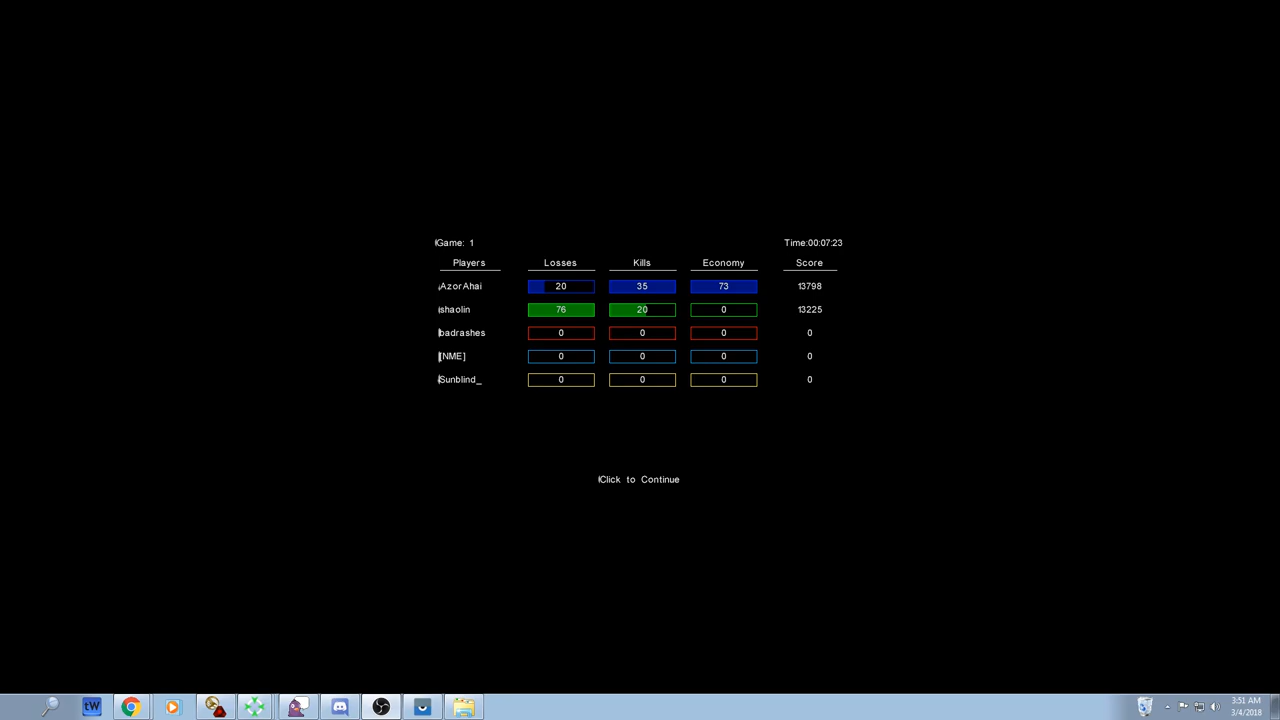 Game: 1 Time:00:07:23
Players Losses Kills Economy Score
AzorAhai 20 35 73 13798
shaolin 76 20 0 13225
badrashes 0 0 0 0
[NME] 0 0 0 0
Sunblind_ 0 0 0 0
Click to Continue
tW
3:51 AM
3/4/2018